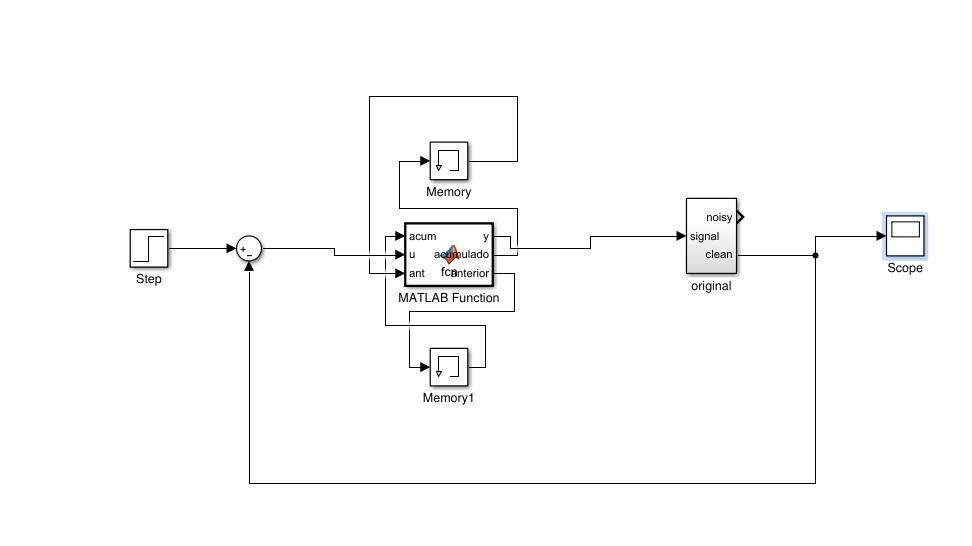 Memory
noisy
acum
y
signal
+
−
u
acumulado
clean
ant
fcn
anterior
Step
Scope
original
MATLAB Function
Memory1